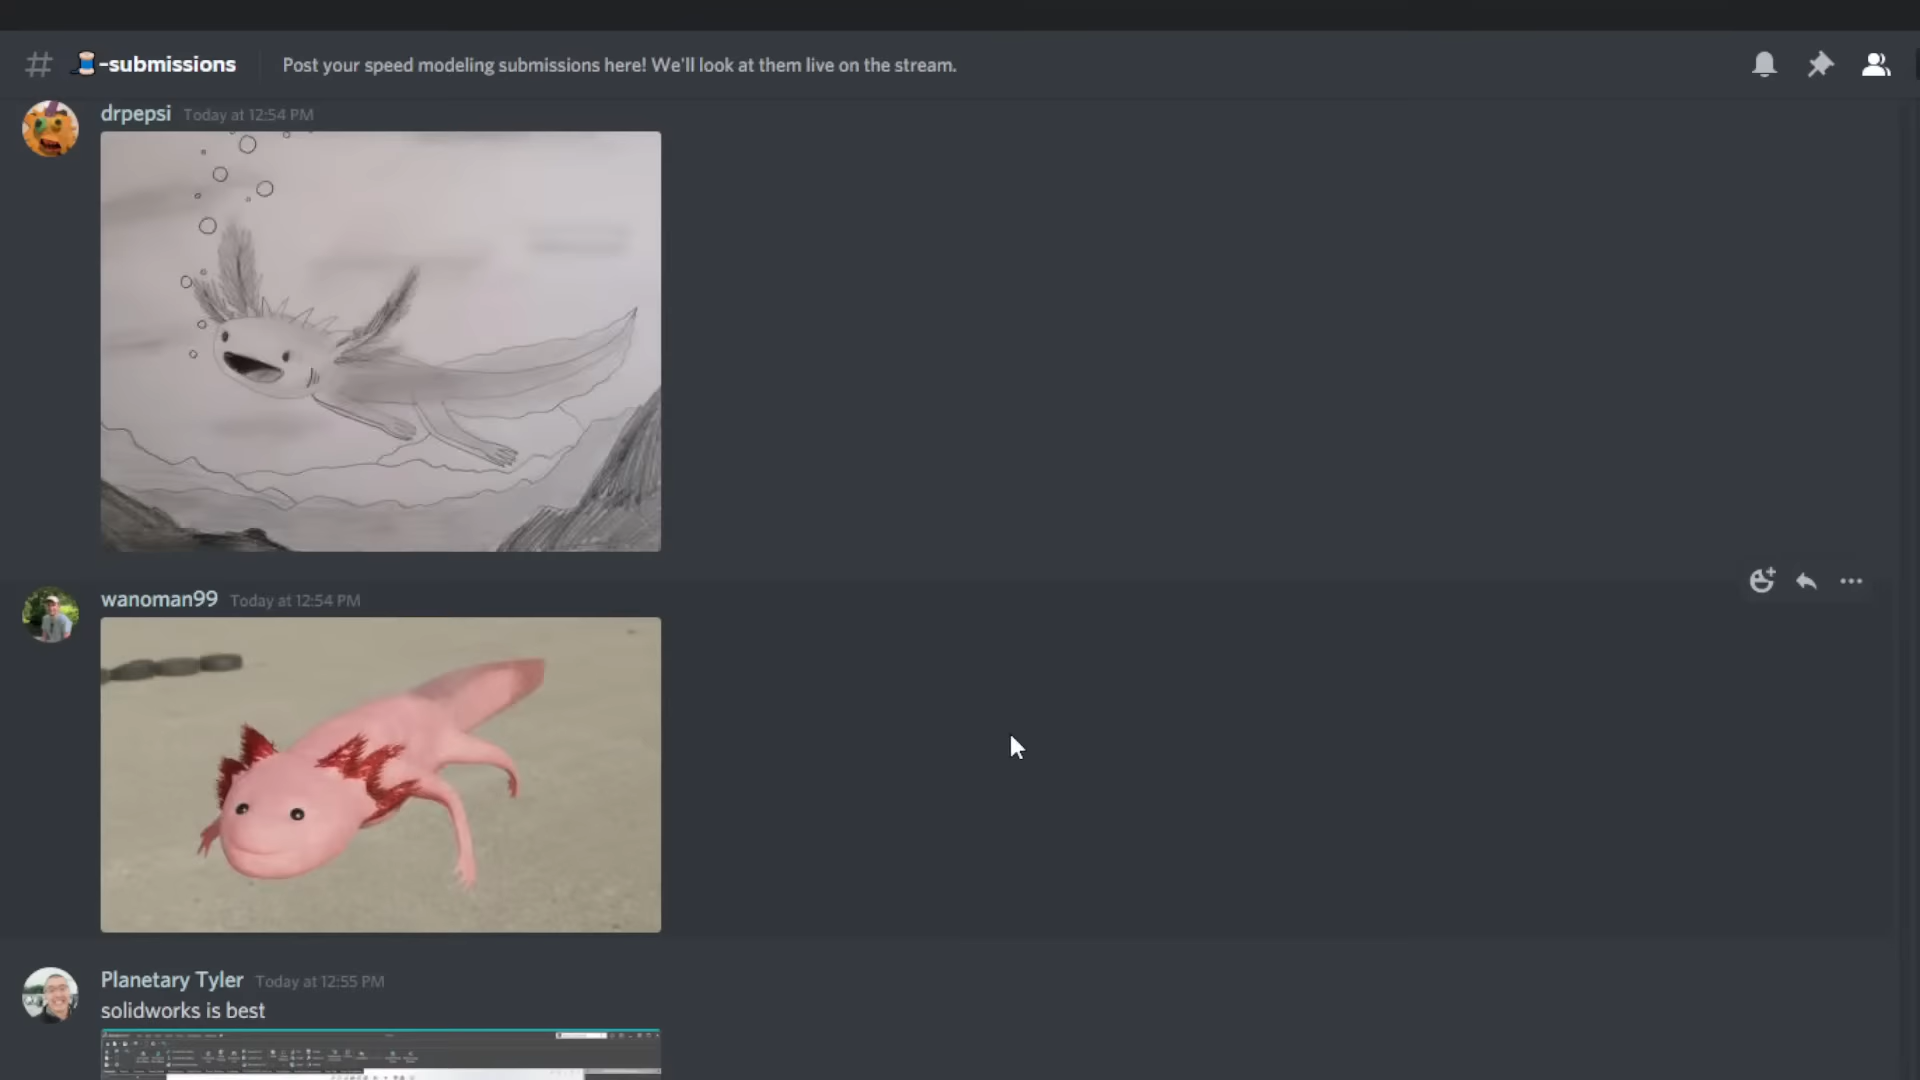 -submissions
Post your speed modeling submissions here! We'll look at them live on the stream.
drpepsi Today at 12:54 PM
wanoman99 Today at 12:54 PM
Planetary Tyler Today at 12:55 PM
solidworks is best